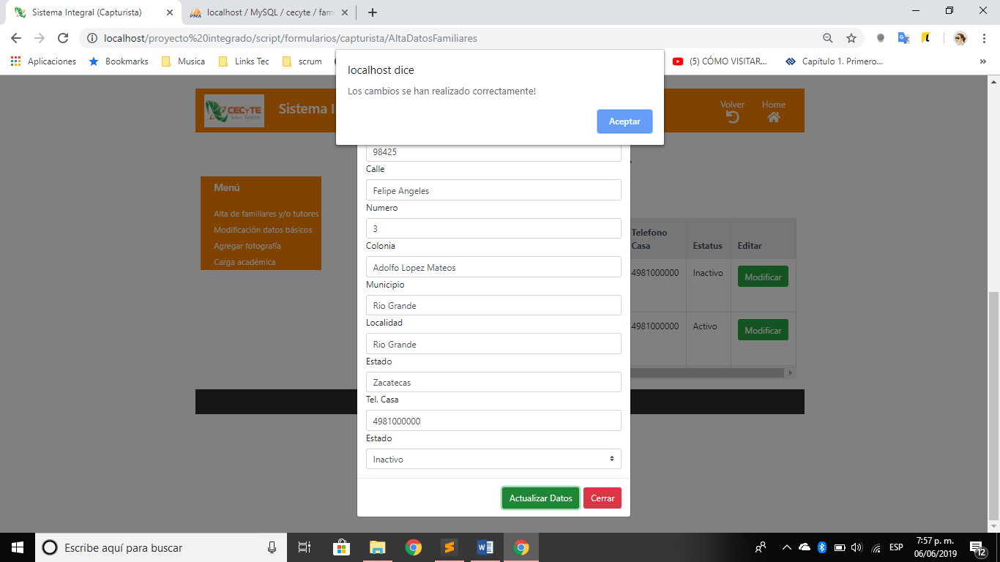 Sistema Integral (Capturista)
localhost / MySQL / cecyte / fami
localhost/proyecto%20integrado/script/formularios/capturista/AltaDatosFamiliares
Aplicaciones
Bookmarks
Musica
Links Tec
scrum
(5) CÓMO VISITAR...
Capítulo 1. Primero...
localhost dice
Los cambios se han realizado correctamente!
Aceptar
CECyTE
Sistema I
Volver
Home
Menú
Alta de famíliares y/o tutores
Modificación datos básicos
Agregar fotografía
Carga académica
98425
Calle
Felipe Angeles
Numero
3
Colonia
Adolfo Lopez Mateos
Municipio
Rio Grande
Localidad
Rio Grande
Estado
Zacatecas
Tel. Casa
4981000000
Estado
Inactivo
Actualizar Datos
Cerrar
Telefono
Casa Estatus Editar
4981000000 Inactivo Modificar
4981000000 Activo Modificar
Escribe aquí para buscar
ESP
7:57 p. m.
06/06/2019
12